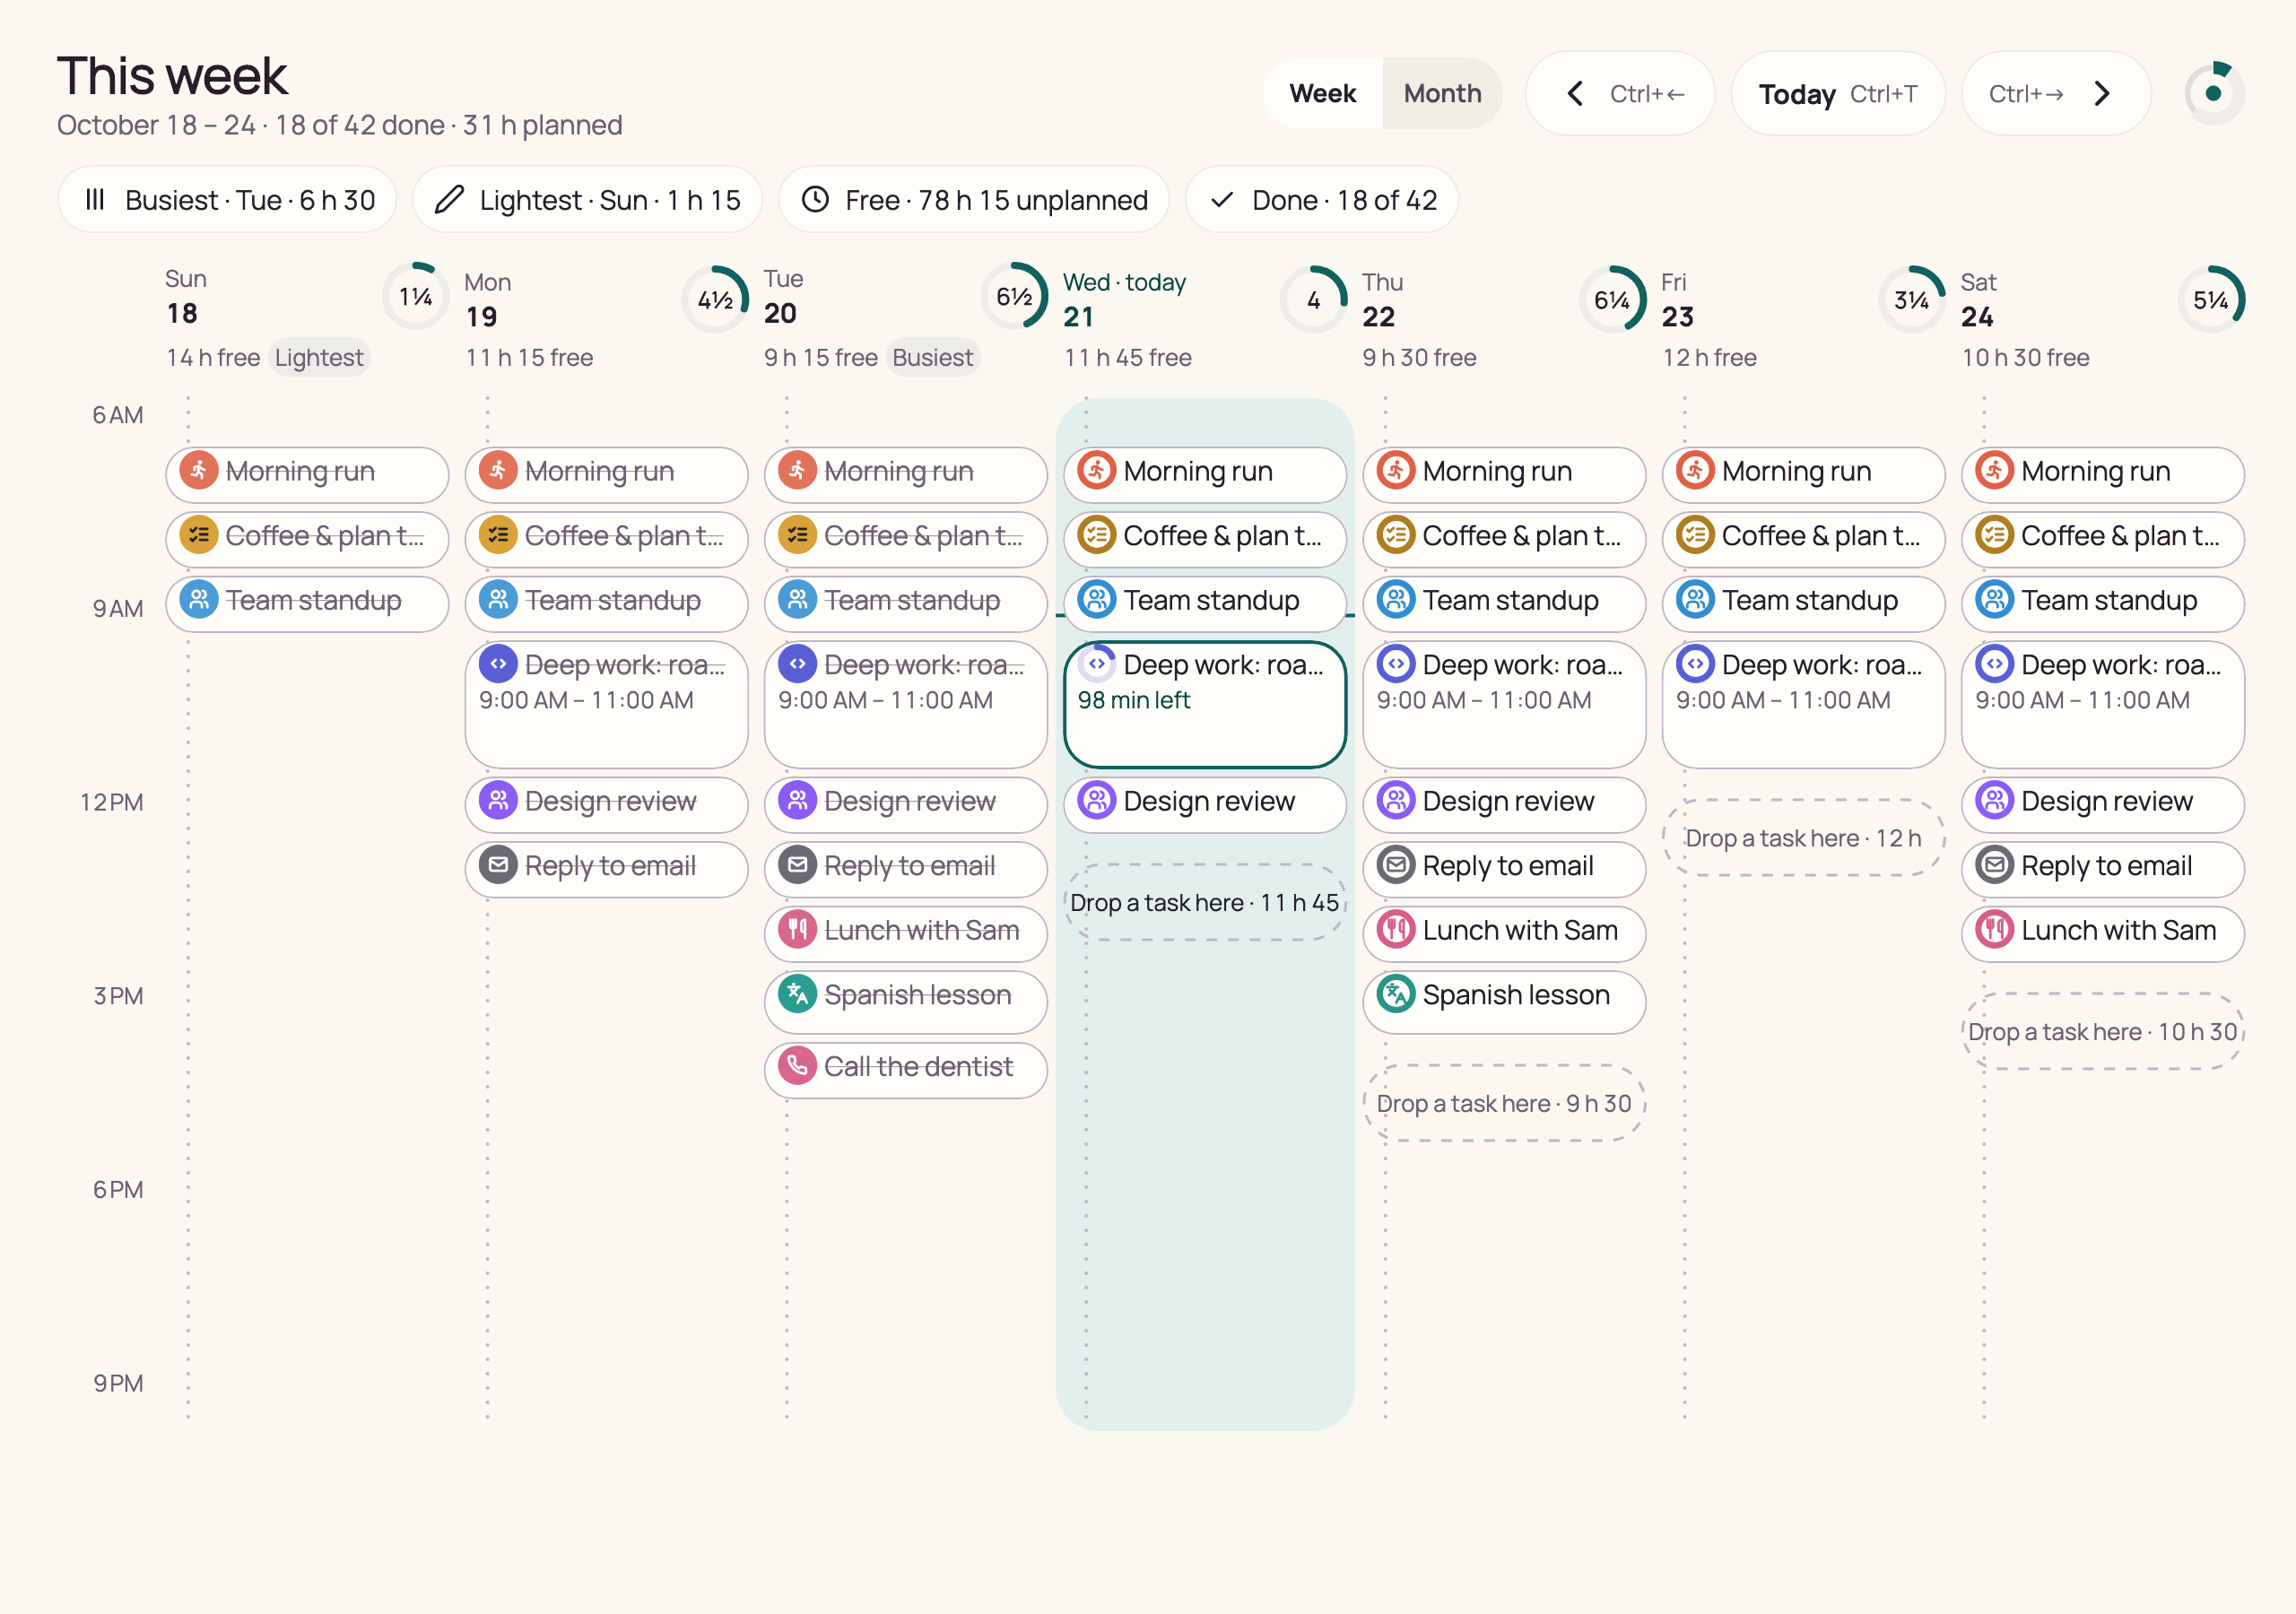 This week
October 18 – 24 · 18 of 42 done · 31 h planned
Week
Month
Ctrl+←
Today Ctrl+T
Ctrl+→
Busiest · Tue · 6 h 30
Lightest · Sun · 1 h 15
Free · 78 h 15 unplanned
Done · 18 of 42
Sun
18
1¼
14 h free Lightest
Mon
19
4½
11 h 15 free
Tue
20
6½
9 h 15 free Busiest
Wed · today
21
4
11 h 45 free
Thu
22
6¼
9 h 30 free
Fri
23
3¼
12 h free
Sat
24
5¼
10 h 30 free
6 AM
9 AM
12 PM
3 PM
6 PM
9 PM
Morning run
Coffee & plan t...
Team standup
Morning run
Coffee & plan t...
Team standup
Deep work: roa...
9:00 AM – 11:00 AM
Design review
Reply to email
Morning run
Coffee & plan t...
Team standup
Deep work: roa...
9:00 AM – 11:00 AM
Design review
Reply to email
Lunch with Sam
Spanish lesson
Call the dentist
Morning run
Coffee & plan t...
Team standup
Deep work: roa...
98 min left
Design review
Drop a task here · 11 h 45
Morning run
Coffee & plan t...
Team standup
Deep work: roa...
9:00 AM – 11:00 AM
Design review
Reply to email
Lunch with Sam
Spanish lesson
Drop a task here · 9 h 30
Morning run
Coffee & plan t...
Team standup
Deep work: roa...
9:00 AM – 11:00 AM
Drop a task here · 12 h
Morning run
Coffee & plan t...
Team standup
Deep work: roa...
9:00 AM – 11:00 AM
Design review
Reply to email
Lunch with Sam
Drop a task here · 10 h 30